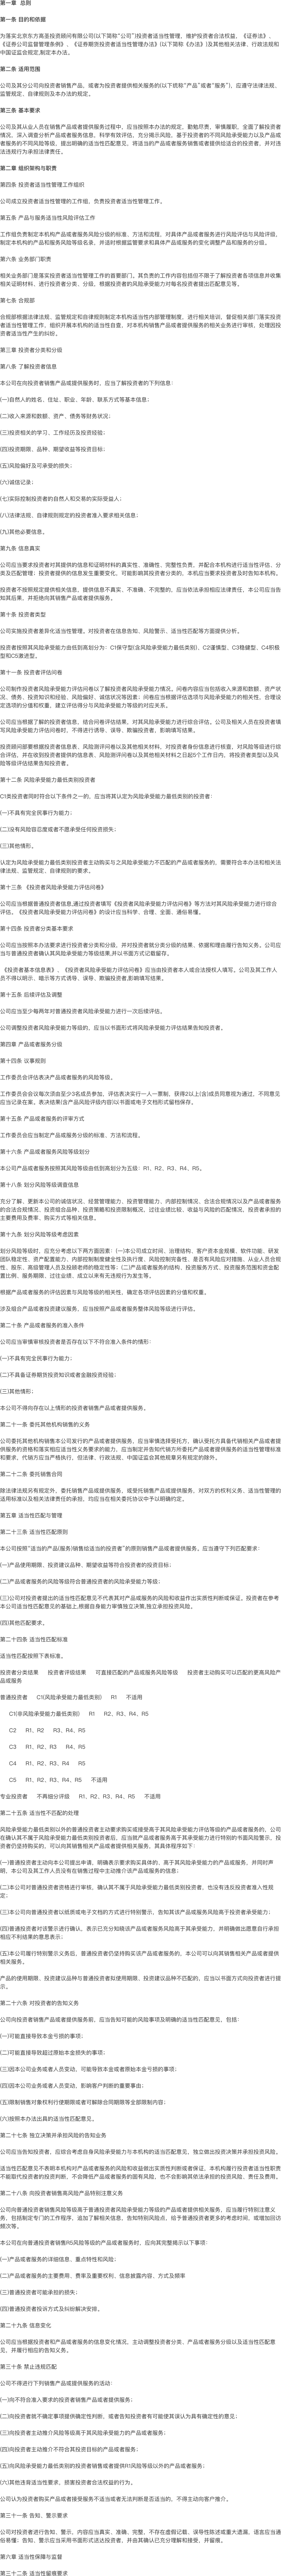 第一章  总则
第一条 目的和依据
为落实北京东方高圣投资顾问有限公司(以下简称“公司”)投资者适当性管理，维护投资者合法权益，《证券法》、
《证券公司监督管理条例》、《证券期货投资者适当性管理办法》(以下简称《办法》)及其他相关法律、行政法规和
中国证监会规定,制定本办法。
第二条 适用范围
公司及其分公司向投资者销售产品，或者为投资者提供相关服务的(以下统称“产品”或者“服务”)，应遵守法律法规、
监管规定、自律规则及本办法的规定。
第三条 基本要求
公司及其从业人员在销售产品或者提供服务过程中，应当按照本办法的规定，勤勉尽责，审慎履职，全面了解投资者
情况，深入调查分析产品或者服务信息，科学有效评估，充分揭示风险，基于投资者的不同风险承受能力以及产品或
者服务的不同风险等级，提出明确的适当性匹配意见，将适当的产品或者服务销售或者提供给适合的投资者，并对违
法违规行为承担法律责任。
第二章 组织架构与职责
第四条 投资者适当性管理工作组织
公司成立投资者适当性管理的工作组，负责投资者适当性管理工作。
第五条 产品与服务适当性风险评估工作
工作组负责制定本机构产品或者服务风险分级的标准、方法和流程，对具体产品或者服务进行风险评估与风险评级，
制定本机构的产品和服务风险等级名录，并适时根据监管要求和具体产品或服务的变化调整产品和服务的分级。
第六条 业务部门职责
相关业务部门是落实投资者适当性管理工作的首要部门。其负责的工作内容包括但不限于了解投资者各项信息并收集
相关证明材料、进行投资者分类、分级、根据投资者的风险承受能力对每名投资者提出匹配意见等。
第七条 合规部
合规部根据法律法规、监管规定和自律规则制定本机构适当性内部管理制度，进行相关培训，督促相关部门落实投资
者适当性管理工作，组织开展本机构的适当性自查，对本机构销售产品或者提供服务的相关业务进行审核，处理因投
资者适当性产生的纠纷。
第三章 投资者分类和分级
第八条 了解投资者信息
本公司在向投资者销售产品或提供服务时，应当了解投资者的下列信息：
(一)自然人的姓名、住址、职业、年龄、联系方式等基本信息；
(二)收入来源和数额、资产、债务等财务状况；
(三)投资相关的学习、工作经历及投资经验；
(四)投资期限、品种、期望收益等投资目标；
(五)风险偏好及可承受的损失；
(六)诚信记录；
(七)实际控制投资者的自然人和交易的实际受益人；
(八)法律法规、自律规则规定的投资者准入要求相关信息；
(九)其他必要信息。
第九条 信息真实
公司应当要求投资者对其提供的信息和证明材料的真实性、准确性、完整性负责，并配合本机构进行适当性评估、分
类及匹配管理；投资者提供的信息发生重要变化、可能影响其投资者分类的，本机构应当要求投资者及时告知本机构。
投资者不按照规定提供相关信息，提供信息不真实、不准确、不完整的，应当依法承担相应法律责任，本公司应当告
知其后果，并拒绝向其销售产品或者提供服务。
第十条 投资者类型
公司实施投资者差异化适当性管理，对投资者在信息告知、风险警示、适当性匹配等方面提供分析。
投资者按照其风险承受能力由低到高划分为：C1保守型(含风险承受能力最低类别)、C2谨慎型、C3稳健型、C4积极
型和C5激进型。
第十一条 投资者评估问卷
公司制作投资者风险承受能力评估问卷以了解投资者风险承受能力情况，问卷内容应当包括收入来源和数额、资产状
况、债务、投资知识和经验、风险偏好、诚信状况等因素；问卷应当根据评估选项与风险承受能力的相关性，合理设
定选项的分值和权重，建立评估得分与风险承受能力等级的对应关系。
公司应当根据了解的投资者信息，结合问卷评估结果，对其风险承受能力进行综合评估，公司及相关人员在投资者填
写风险承受能力评估问卷时，不得进行诱导、误导、欺骗投资者，影响填写结果。
投资顾问部要根据投资者信息表、风险测评问卷以及其他相关材料，对投资者身份信息进行核查，对风险等级进行综
合评估，并在收到投资者提供的信息表、风险测评问卷以及其他相关材料之日起5个工作日内，将投资者类型以及风
险等级评估结果告知投资者。
第十二条 风险承受能力最低类别投资者
C1类投资者同时符合以下条件之一的，应当将其认定为风险承受能力最低类别的投资者：
(一)不具有完全民事行为能力；
(二)没有风险容忍度或者不愿承受任何投资损失；
(三)其他情形。
认定为风险承受能力最低类别投资者主动购买与之风险承受能力不匹配的产品或者服务的，需要符合本办法和相关法
律法规、监管规定、自律规则的要求。
第十三条 《投资者风险承受能力评估问卷》
公司应当根据普通投资者信息,通过投资者填写《投资者风险承受能力评估问卷》等方法对其风险承受能力进行综合
评估，《投资者风险承受能力评估问卷》的设计应当科学、合理、全面、通俗易懂。
第十四条 投资者分类基本要求
公司应当按照本办法要求进行投资者分类和分级，并对投资者就分类分级的结果、依据和理由履行告知义务。公司应
当与普通投资者确认其风险承受能力等级结果,并以书面方式记载留存。
《投资者基本信息表》、《投资者风险承受能力评估问卷》应当由投资者本人或合法授权人填写。公司及其工作人
员不得以明示、暗示等方式诱导、误导、欺骗投资者,影响填写结果。
第十五条 后续评估及调整
公司应当至少每两年对普通投资者风险承受能力进行一次后续评估。
公司调整投资者风险承受能力等级的，应当以书面形式将风险承受能力评估结果告知投资者。
第四章 产品或者服务分级
第十四条 议事规则
工作委员会评估表决产品或者服务的风险等级。
工作委员会会议每次须由至少3名成员参加。评估表决实行一人一票制，获得2以上(含)成员同意视为通过，不同意见
应当记录在案，表决结果(含产品风险评级内容)以书面或电子文档形式留档保存。
第十五条 产品或者服务的评审方式
工作委员会应当制定产品或服务分级的标准、方法和流程。
第十六条 产品或者服务风险等级划分
本公司产品或者服务按照其风险等级由低到高划分为五级：R1、R2、R3、R4、R5。
第十八条 划分风险等级调查信息
充分了解、更新本公司的诚信状况、经营管理能力、投资管理能力、内部控制情况、合法合规情况以及产品或者服务
的合法合规情况、投资组合品种、投资策略和投资限制概况、过往业绩比较、收益与风险的匹配情况，投资者承担的
主要费用及费率、购买方式等相关信息。
第十九条 划分风险等级考虑因素
划分风险等级时，应充分考虑以下两方面因素：(一)本公司成立时间、治理结构、客户资本金规模、软件功能、研发
团队稳定性、资产配置能力、内部控制制度健全性及执行度、风险控制完备性、是否有风险应对措施，从业人员合规
性、股东、高级管理人员及投顾老师的稳定性等；(二)产品或者服务的结构、投资服务方式、投资服务范围和资金配
置比例、服务期限、过往业绩、成立以来有无违规行为发生等。
根据产品或者服务的评估因素与风险等级的相关性，确定各项评估因素的分值和权重。
涉及组合产品或者投资建议服务，应当按照产品或者服务整体风险等级进行评估。
第二十条 产品或者服务的准入条件
公司应当审慎审核投资者是否存在以下不符合准入条件的情形：
(一)不具有完全民事行为能力；
(二)不具备证券期货投资知识或者金融投资经验；
(三)其他情形；
本公司不得向存在以上情形的投资者销售产品或者提供服务。
第二十一条 委托其他机构销售的义务
公司委托其他机构销售本公司发行的产品或者提供服务，应当审慎选择受托方，确认受托方具备代销相关产品或者提
供服务的资格和落实相应适当性义务要求的能力，应当制定并告知代销方所委托产品或者提供服务的适当性管理标准
和要求，代销方应当严格执行，但法律、行政法规、中国证监会其他规章另有规定的除外。
第二十二条 委托销售合同
除法律法规另有规定外，委托销售产品或提供服务，或受托销售产品或提供服务，对双方的权利义务、适当性管理的
适用标准以及相关法律责任的承担，均应当在相关委托协议中予以明确约定。
第五章 适当性匹配与管理
第二十三条 适当性匹配原则
本公司按照“适当的产品(服务)销售给适当的投资者”的原则销售产品或者提供服务。应当遵守下列匹配要求：
(一)产品使用期限、投资建议品种、期望收益等符合投资者的投资目标；
(二)产品或者服务的风险等级符合普通投资者的风险承受能力等级；
(三)公司对投资者提出的适当性匹配意见不代表其对产品或服务的风险和收益作出实质性判断或保证。投资者在参考
本公司适当性匹配意见的基础上,根据自身能力审慎独立决策,独立承担投资风险。
(四)其他匹配要求。
第二十四条 适当性匹配标准
适当性匹配按照下表标准。
投资者分类结果  投资者评级结果  可直接匹配的产品或服务风险等级  投资者主动购买可以匹配的更高风险产
品或服务
普通投资者  C1(风险承受能力最低类别)  R1  不适用
C1(非风险承受能力最低类别)  R1  R2、R3、R4、R5
C2  R1、R2  R3、R4、R5
C3  R1、R2、R3  R4、R5
C4  R1、R2、R3、R4  R5
C5  R1、R2、R3、R4、R5  不适用
专业投资者  不再细分评级  R1、R2、R3、R4、R5  不适用
第二十五条 适当性不匹配的处理
风险承受能力最低类别以外的普通投资者主动要求购买或接受高于其风险承受能力评估等级的产品或者服务的，公司
在确认其不属于风险承受能力最低类别投资者后，应当就产品或者服务高于其承受能力进行特别的书面风险警示，投
资者仍坚持购买的，可以向其销售相关产品或者提供相关服务，其具体程序如下：
(一)普通投资者主动向本公司提出申请，明确表示要求购买具体的、高于其风险承受能力的产品或服务，并同时声
明，本公司及其工作人员没有在销售过程中主动推介该产品或服务的信息；
(二)本公司对普通投资者资格进行审核，确认其不属于风险承受能力最低类别投资者，也没有违反投资者准入性规
定；
(三)本公司向普通投资者以纸质或电子文档的方式进行特别警示，告知其该产品或服务风险高于投资者承受能力；
(四)普通投资者对该警示进行确认，表示已充分知晓该产品或者服务风险高于其承受能力，并明确做出愿意自行承担
相应不利结果的意思表示；
(五)本公司履行特别警示义务后，普通投资者仍坚持购买该产品或者服务的，本公司可以向其销售相关产品或者提供
相关服务。
产品的使用期限、投资建议品种与普通投资者拟使用期限、投资建议品种不匹配的，应当以书面方式向投资者进行提
示。
第二十六条 对投资者的告知义务
公司向投资者销售产品或者提供服务前，应当告知可能的风险事项及明确的适当性匹配意见，包括：
(一)可能直接导致本金亏损的事项；
(二)可能直接导致超过原始本金损失的事项；
(三)因本公司业务或者人员变动，可能导致本金或者原始本金亏损的事项；
(四)因本公司业务或者人员变动，影响客户判断的重要事由；
(五)限制销售对象权利行使期限或者可解除合同期限等全部限制内容；
(六)按照本办法出具的适当性匹配意见。
第二十七条 独立决策并承担风险的告知业务
公司应当告知投资者，应综合考虑自身风险承受能力与本机构的适当匹配意见，独立做出投资决策并承担投资风险。
适当性匹配意见不表明本机构对产品或者服务的风险和收益做出实质性判断或者保证，本机构履行投资者适当性职责
不能取代投资者的投资判断，不会降低产品或者服务的固有风险，也不会影响其依法承担的投资风险、责任及费用。
第二十八条 向投资者销售高风险产品特别注意义务
公司向普通投资者销售风险等级高于普通投资者风险承受能力等级的产品或者提供相关服务，应当履行特别注意义
务，包括制定专门的工作程序，追加了解相关信息，告知特别风险点，给予普通投资者更多的考虑时间，或增加回访
频次等。
本公司在向普通投资者销售R5风险等级的产品或者服务时，应向其完整揭示以下事项：
(一)产品或者服务的详细信息、重点特性和风险；
(二)产品或者服务的主要费用、费率及重要权利、信息披露内容、方式及频率
(三)普通投资者可能承担的损失；
(四)普通投资者投诉方式及纠纷解决安排。
第二十九条 信息变化
公司应当根据投资者和产品或者服务的信息变化情况，主动调整投资者分类、产品或者服务分级以及适当性匹配意
见，并履行相应的告知义务。
第三十条 禁止违规匹配
公司不得进行下列销售产品或提供服务的活动：
(一)向不符合准入要求的投资者销售产品或者提供服务；
(二)向投资者就不确定事项提供确定性判断，或者告知投资者有可能使其误认为具有确定性的意见；
(三)向投资者主动推介风险等级高于其风险承受能力的产品或者服务；
(四)向投资者主动推介不符合其投资目标的产品或者服务；
(五)向风险承受能力最低类别的投资者销售或者提供R1风险等级以外的产品或者服务；
(六)其他违背适当性要求，损害投资者合法权益的行为。
公司认为投资者购买产品或者接受服务不适当或者无法判断是否适当的，不得主动向客户推介。
第三十一条 告知、警示要求
公司对投资者进行告知、警示，内容应当真实、准确、完整，不存在虚假记载、误导性陈述或重大遗漏，语言应当通
俗易懂；告知、警示应当采用书面形式送达投资者，并由其确认已充分理解和接受，并留痕。
第六章 适当性保障与监督
第三十二条 适当性留痕要求